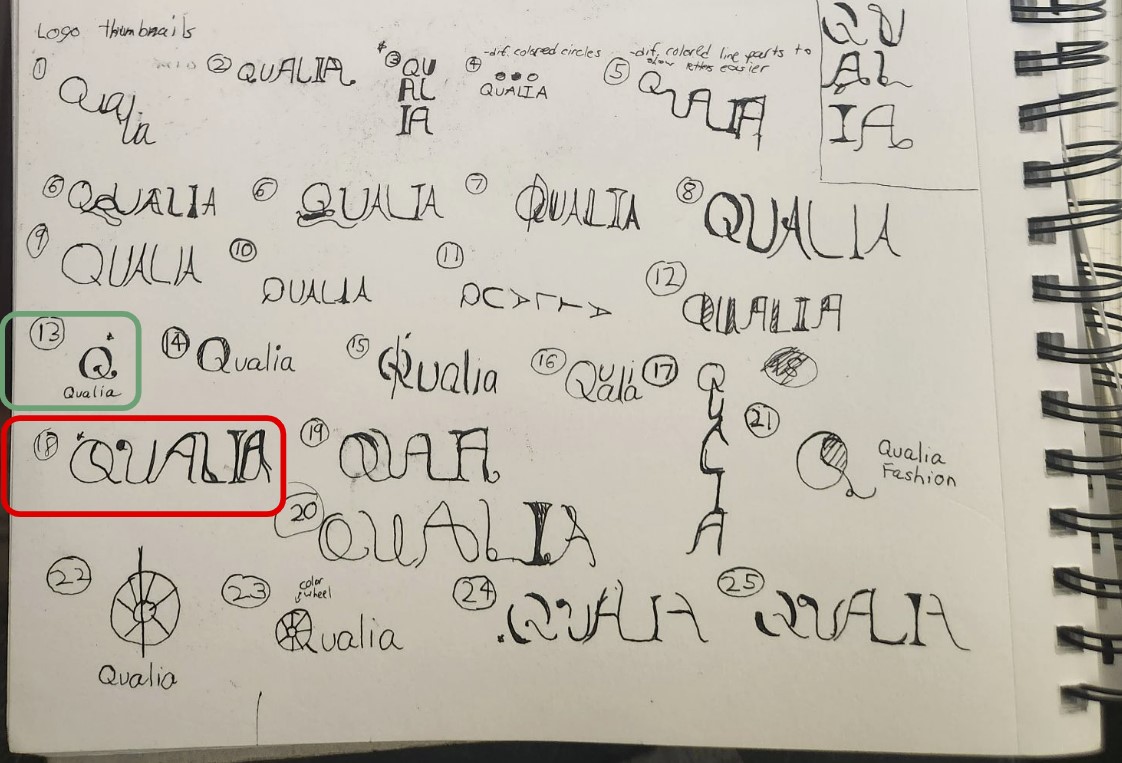 Logo thumbnails
① Qualia
② QUALIA
*③ QU
AL
IA
④ -dif. colored circles
QUALIA
⑤ -dif. colored line parts to
show letters easier
QUALIA
QU
AL
IA
⑥ QUALIA
⑥ QUALIA
⑦ QUALIA
⑧ QUALIA
⑨ QUALIA
⑩ QUALIA
⑪
⑫ QUALIA
⑬ *
Q
Qualia
⑭ Qualia
⑮ Qualia
⑯ Qualia
⑰
18
⑱ *QUALIA
⑲ QUALIA
⑳ QUALIA
㉑ Q
Qualia
Fashion
㉒
Qualia
㉓ color
wheel
Qualia
㉔ *QUALIA
㉕ QUALIA